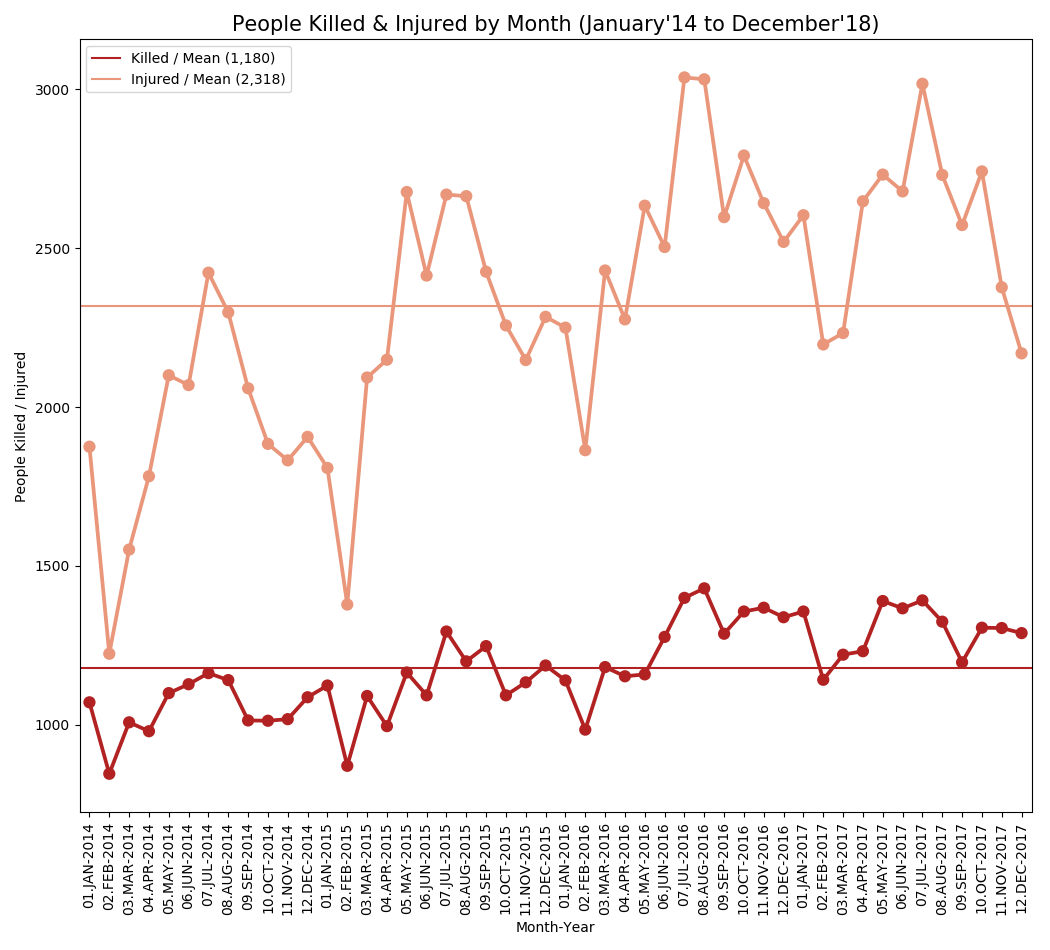 People Killed & Injured by Month (January'14 to December'18)
Killed / Mean (1,180)
Injured / Mean (2,318)
People Killed / Injured
3000
2500
2000
1500
1000
01.JAN-2014
02.FEB-2014
03.MAR-2014
04.APR-2014
05.MAY-2014
06.JUN-2014
07.JUL-2014
08.AUG-2014
09.SEP-2014
10.OCT-2014
11.NOV-2014
12.DEC-2014
01.JAN-2015
02.FEB-2015
03.MAR-2015
04.APR-2015
05.MAY-2015
06.JUN-2015
07.JUL-2015
08.AUG-2015
09.SEP-2015
10.OCT-2015
11.NOV-2015
12.DEC-2015
01.JAN-2016
02.FEB-2016
03.MAR-2016
04.APR-2016
05.MAY-2016
06.JUN-2016
07.JUL-2016
08.AUG-2016
09.SEP-2016
10.OCT-2016
11.NOV-2016
12.DEC-2016
01.JAN-2017
02.FEB-2017
03.MAR-2017
04.APR-2017
05.MAY-2017
06.JUN-2017
07.JUL-2017
08.AUG-2017
09.SEP-2017
10.OCT-2017
11.NOV-2017
12.DEC-2017
Month-Year